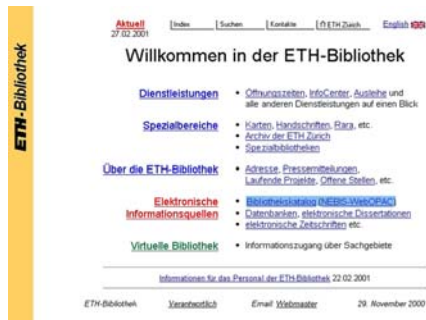 ETH-Bibliothek
Aktuell
27.02.2001
Index
Suchen
Kontakte
ETH Zürich
English
Willkommen in der ETH-Bibliothek
Dienstleistungen
• Öffnungszeiten, InfoCenter, Ausleihe und
alle anderen Dienstleistungen auf einen Blick
Spezialbereiche
• Karten, Handschriften, Rara, etc.
• Archiv der ETH Zürich
• Spezialbibliotheken
Über die ETH-Bibliothek
• Adresse, Pressemitteilungen,
Laufende Projekte, Offene Stellen, etc.
Elektronische
Informationsquellen
• Bibliothekskatalog (NEBIS-WebOPAC)
• Datenbanken, elektronische Dissertationen
• elektronische Zeitschriften etc.
Virtuelle Bibliothek
• Informationszugang über Sachgebiete
Informationen für das Personal der ETH-Bibliothek 22.02.2001
ETH-Bibliothek Verantwortlich Email: Webmaster 29. November 2000